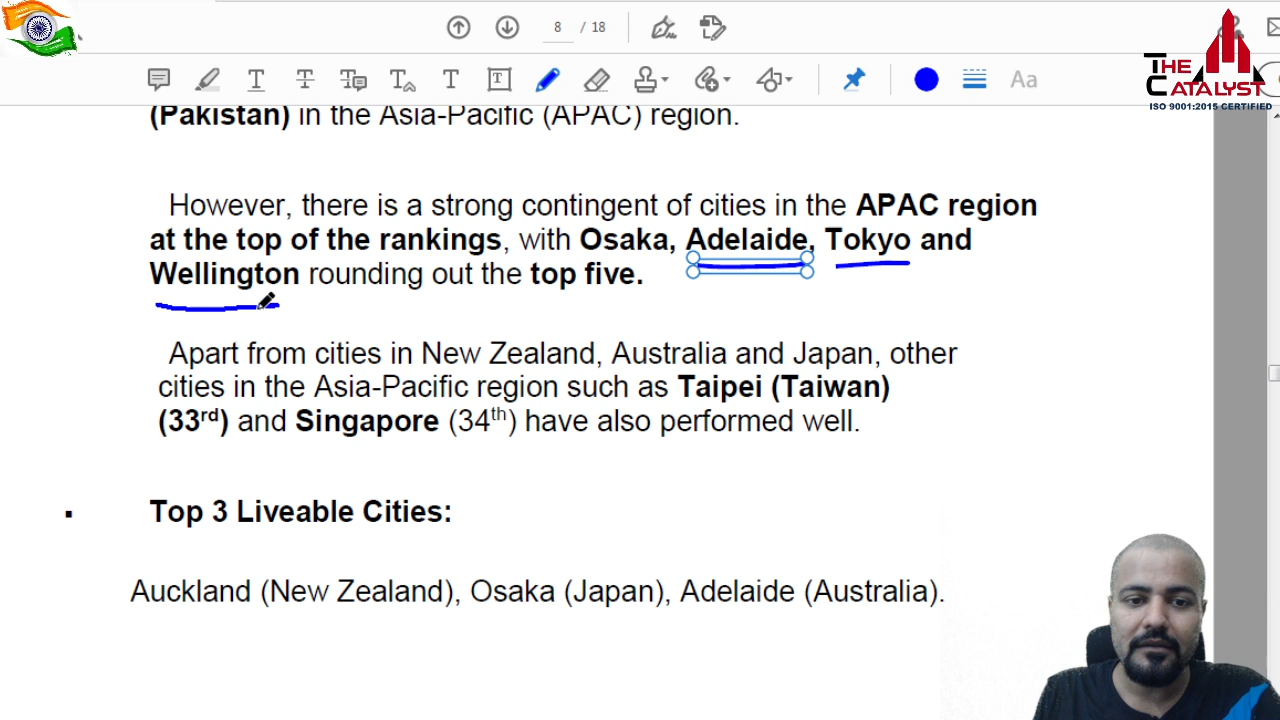 8 / 18
THE CATALYST
ISO 9001:2015 CERTIFIED
T T T T T Aa
(Pakistan) in the Asia-Pacific (APAC) region.
However, there is a strong contingent of cities in the APAC region
at the top of the rankings, with Osaka, Adelaide, Tokyo and
Wellington rounding out the top five.
Apart from cities in New Zealand, Australia and Japan, other
cities in the Asia-Pacific region such as Taipei (Taiwan)
(33rd) and Singapore (34th) have also performed well.
▪ Top 3 Liveable Cities:
Auckland (New Zealand), Osaka (Japan), Adelaide (Australia).